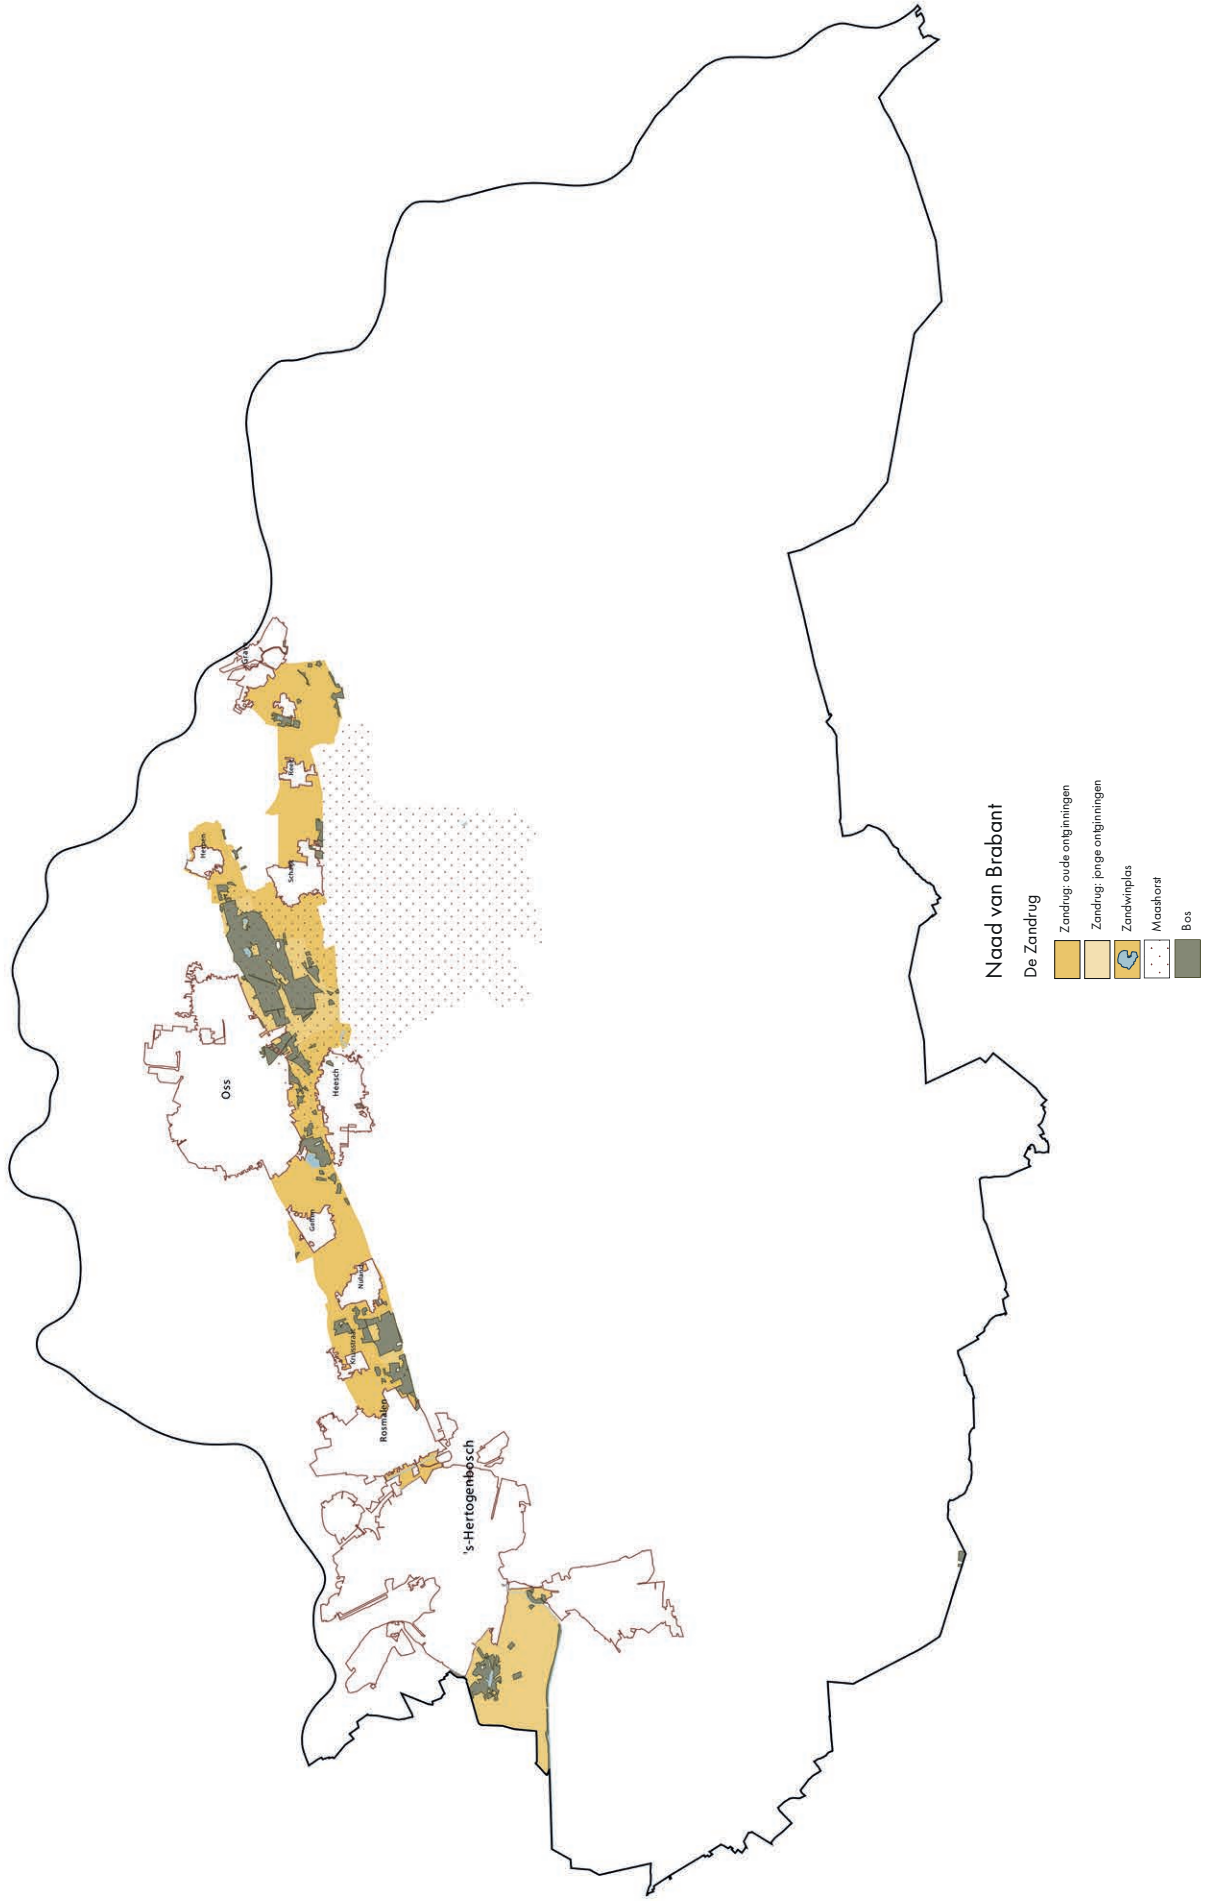 Grave
Herpen
Reek
Schaijk
Oss
Heesch
Geffen
Nuland
Kruisstraat
Rosmalen
's-Hertogenbosch
Naad van Brabant
De Zandrug
Zandrug: oude ontginningen
Zandrug: jonge ontginningen
Zandwinplas
Maashorst
Bos